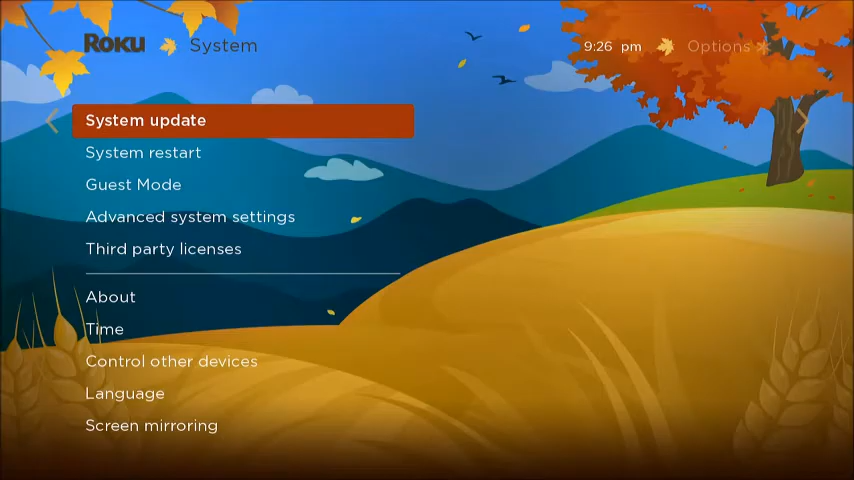 Roku System 9:26 pm Options
System update
System restart
Guest Mode
Advanced system settings
Third party licenses
About
Time
Control other devices
Language
Screen mirroring